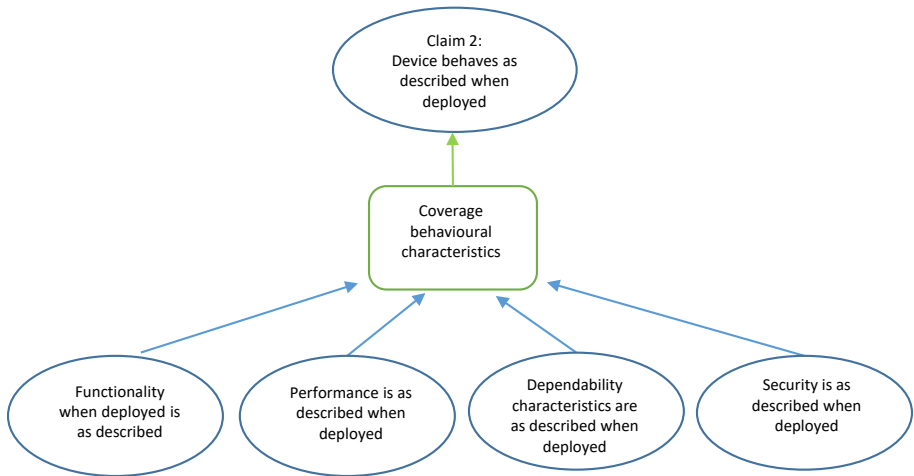 Claim 2:
Device behaves as
described when
deployed
Coverage
behavioural
characteristics
Functionality
when deployed is
as described
Performance is as
described when
deployed
Dependability
characteristics are
as described when
deployed
Security is as
described when
deployed